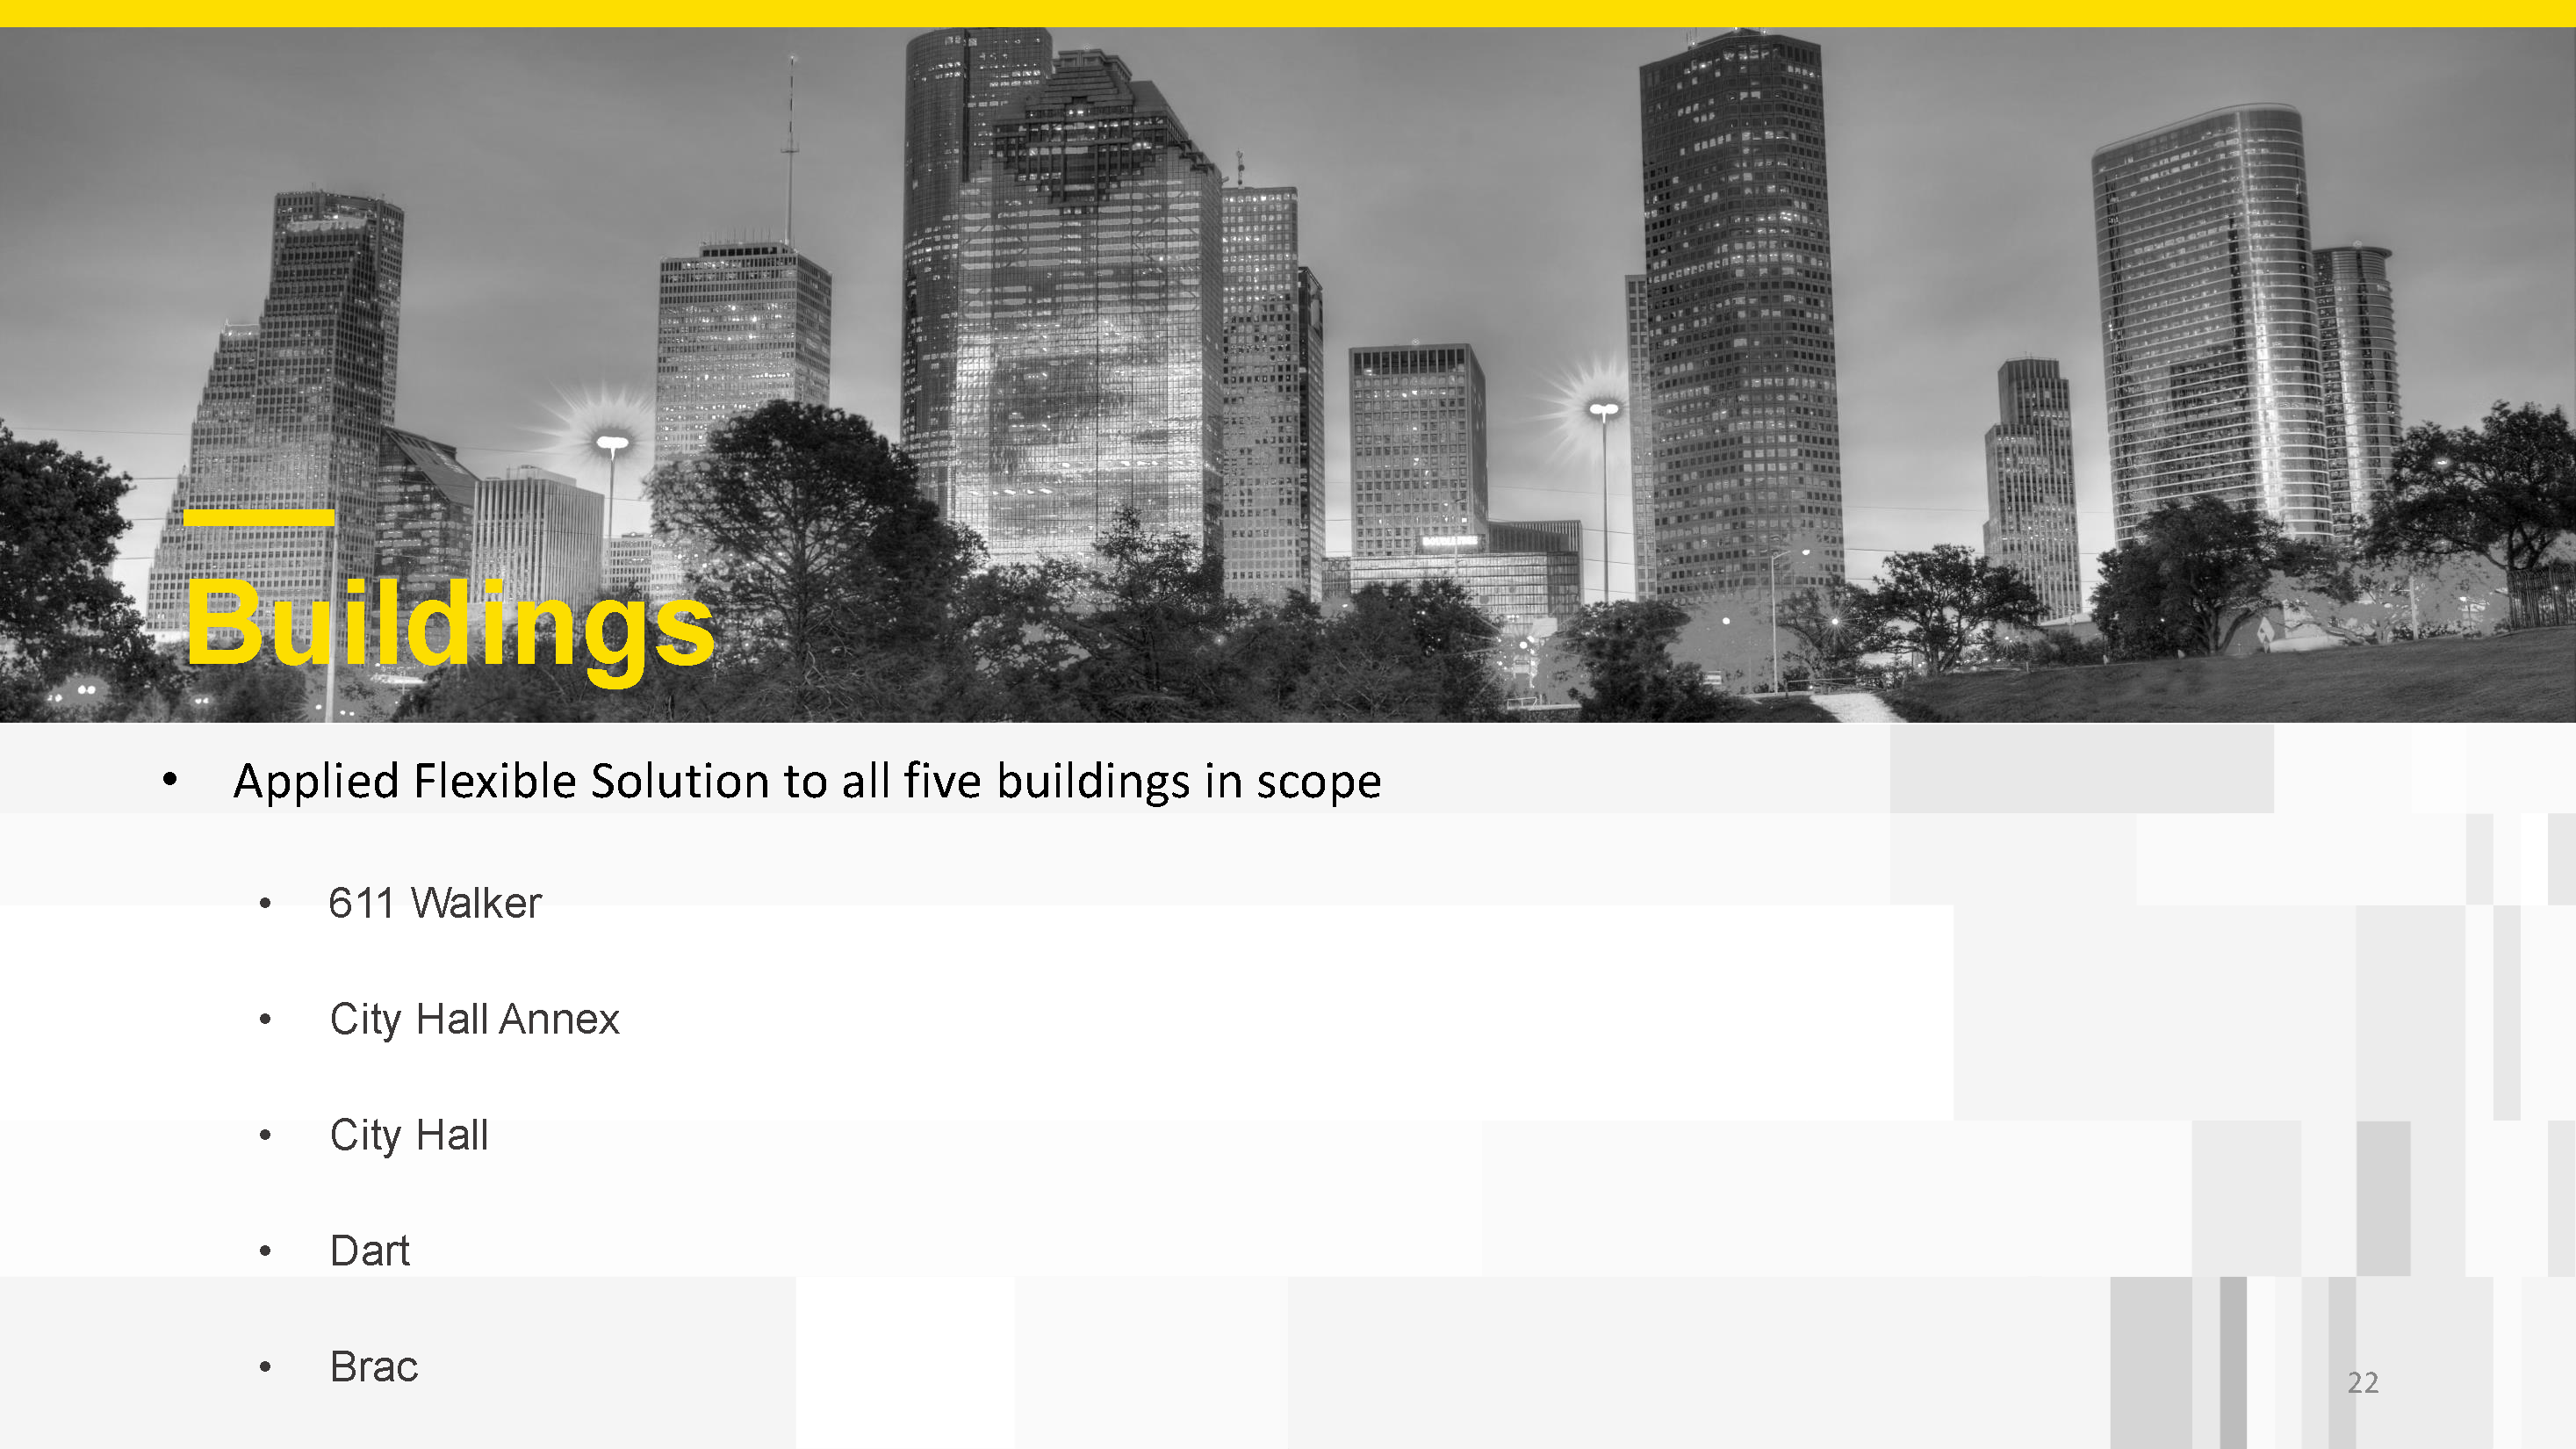 DOUBLETREE
Buildings
• Applied Flexible Solution to all five buildings in scope
• 611 Walker
• City Hall Annex
• City Hall
• Dart
• Brac
22